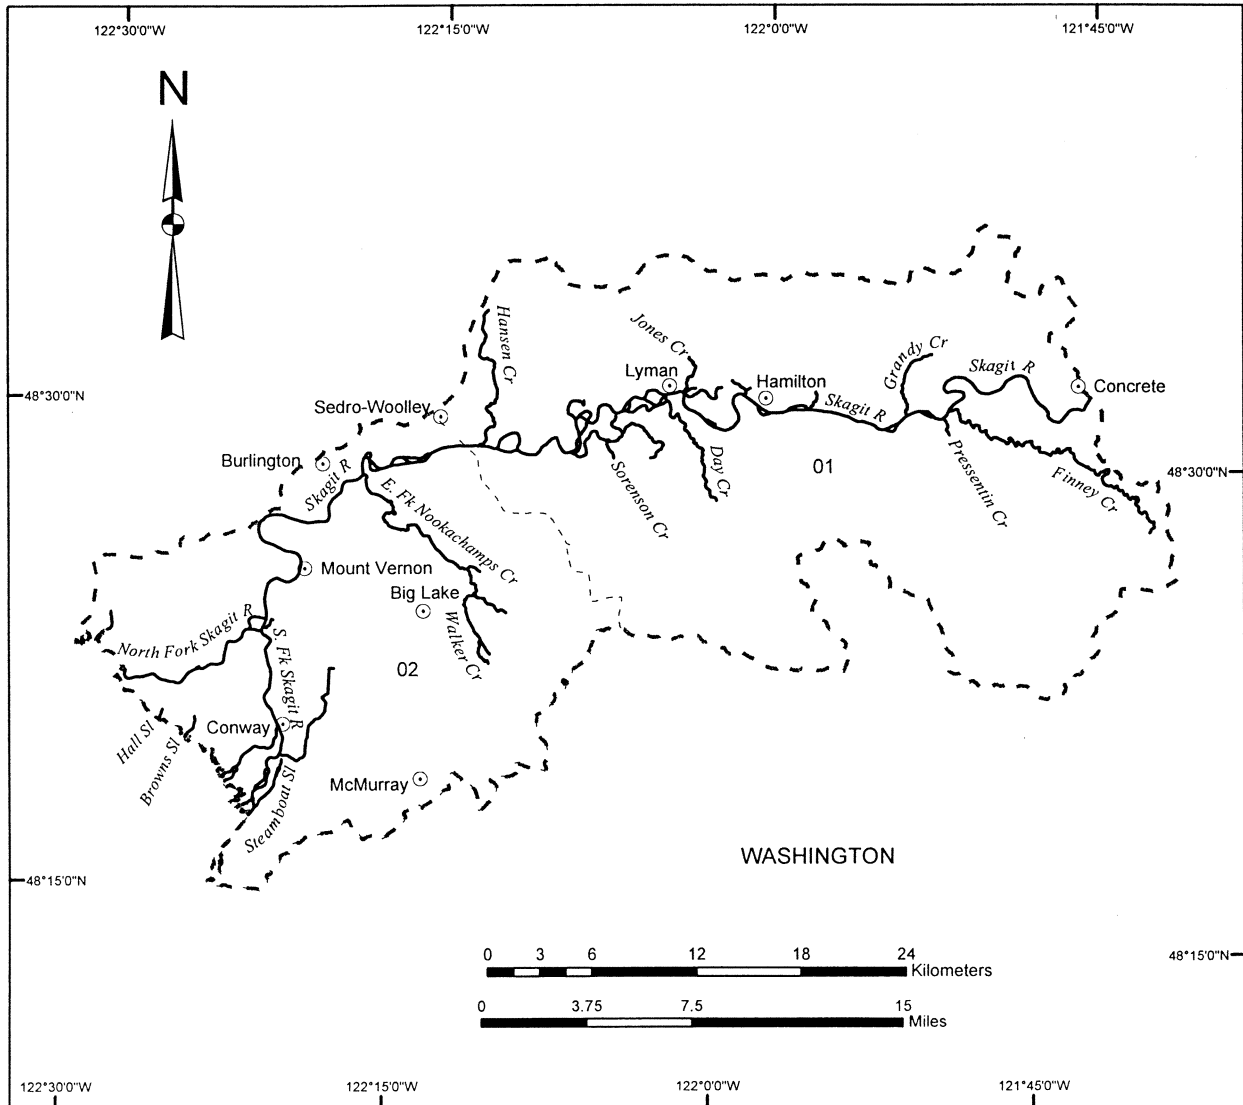 122°30'0"W 122°15'0"W 122°0'0"W 121°45'0"W
N
Hansen Cr
Jones Cr
Grandy Cr
Skagit R
Lyman
Hamilton
Concrete
48°30'0"N
Sedro-Woolley
Skagit R
Burlington
Skagit R
Sorenson Cr
Day Cr
01
Pressentin Cr
Finney Cr
48°30'0"N
E. Fk Nookachamps Cr
Mount Vernon
Big Lake
Walker Cr
North Fork Skagit R
S. Fk Skagit R
02
Conway
Hall Sl
Browns Sl
Steamboat Sl
McMurray
WASHINGTON
48°15'0"N
0 3 6 12 18 24
Kilometers
48°15'0"N
0 3.75 7.5 15
Miles
122°30'0"W 122°15'0"W 122°0'0"W 121°45'0"W